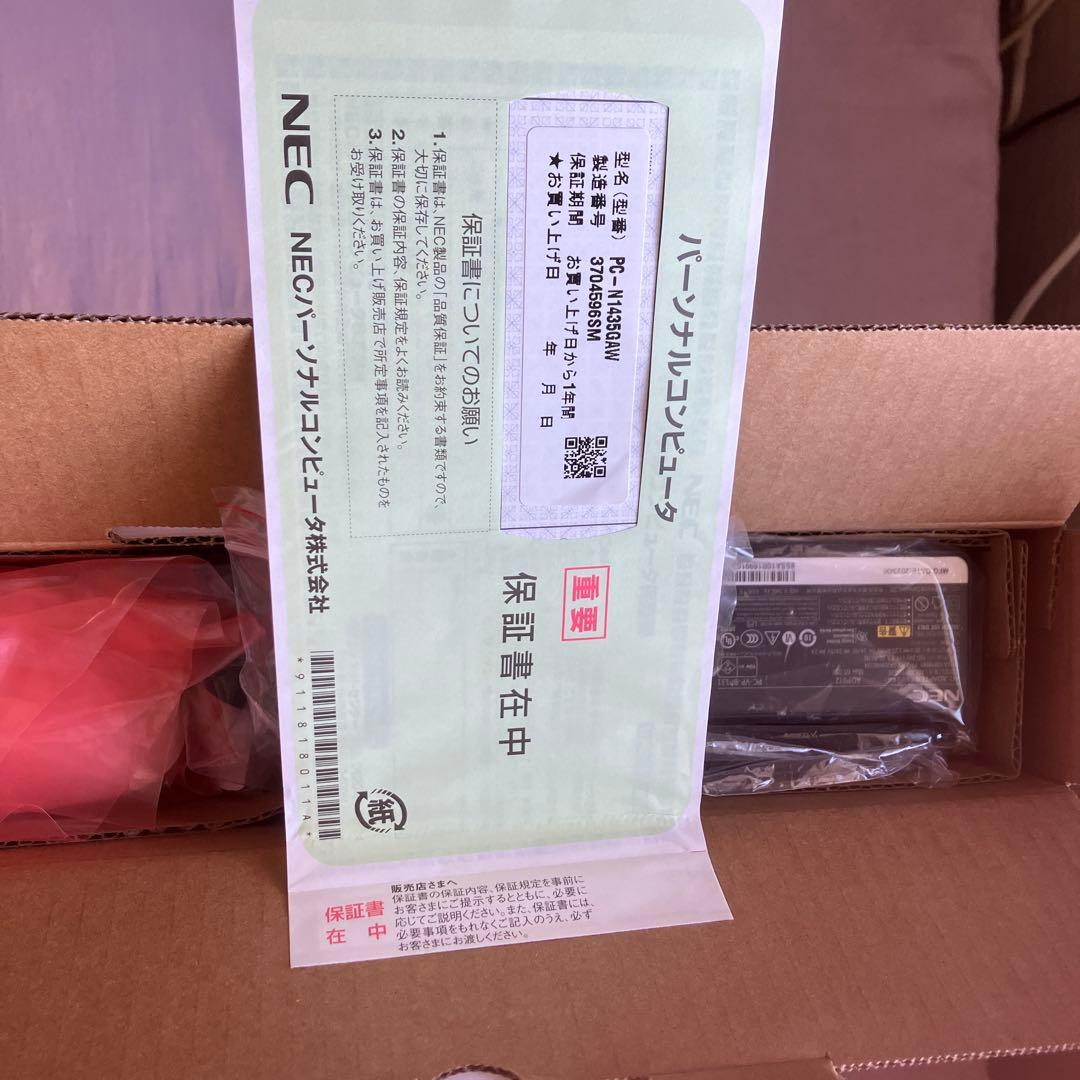 パーソナルコンピュータ
型名(型番) PC-N1435GAW
製造番号 3704596SM
保証期間 お買い上げ日から1年間
★お買い上げ日 年 月 日
保証書についてのお願い
1.保証書は、NEC製品の「品質保証」をお約束する書類ですので、
大切に保存してください。
2.保証書の保証内容、保証規定をよくお読みください。
3.保証書は、お買い上げ販売店で所定事項を記入されたものを
お受け取りください。
重要
保証書在中
NEC NECパーソナルコンピュータ株式会社
*911818011A*
紙
保証書
在中
販売店さまへ
保証書の保証内容、保証規定を事前に
お客さまにご提示するとともに、必要に
応じてご説明ください。また、保証書には、
必要事項をもれなくご記入のうえ、必ず
お客さまにお渡しください。
NEC
ADP012
PC-VP-BP131
警告